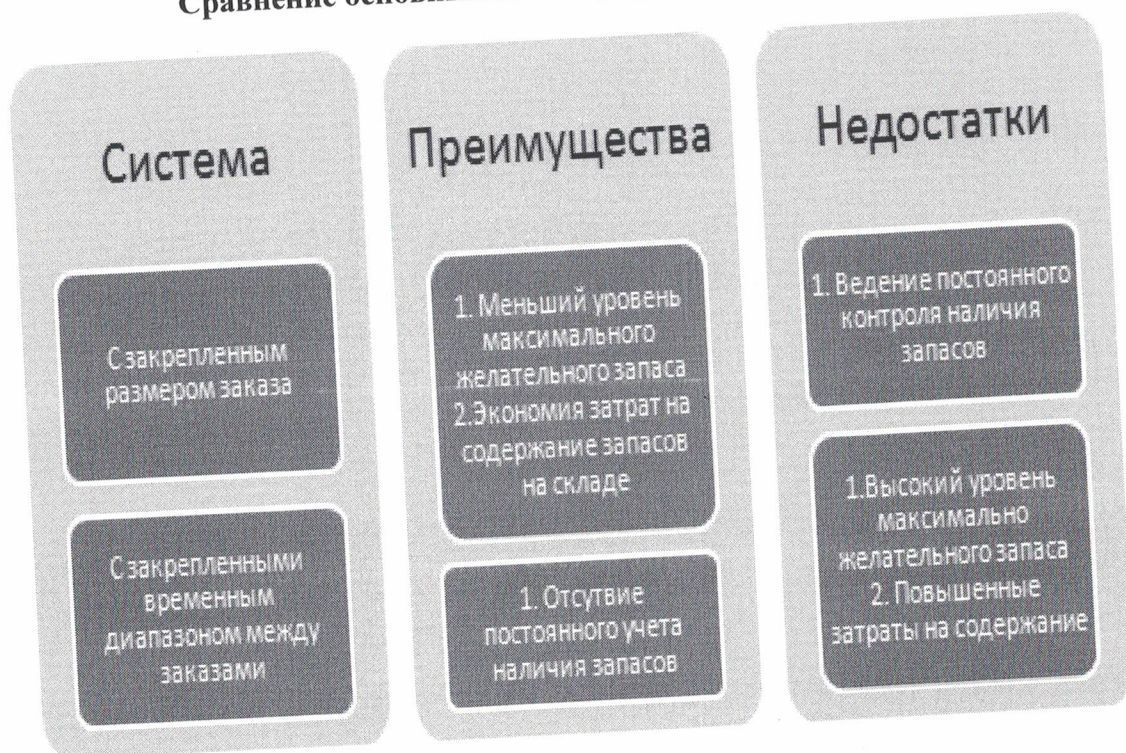 Сравнение
Система
С закрепленным
размером заказа
С закрепленными
временным
диапазоном между
заказами
Преимущества
1. Меньший уровень
максимального
желательного запаса
2.Экономия затрат на
содержание запасов
на складе
1. Отсутвие
постоянного учета
наличия запасов
Недостатки
1. Ведение постоянного
контроля наличия
запасов
1.Высокий уровень
максимально
желательного запаса
2. Повышенные
затраты на содержание